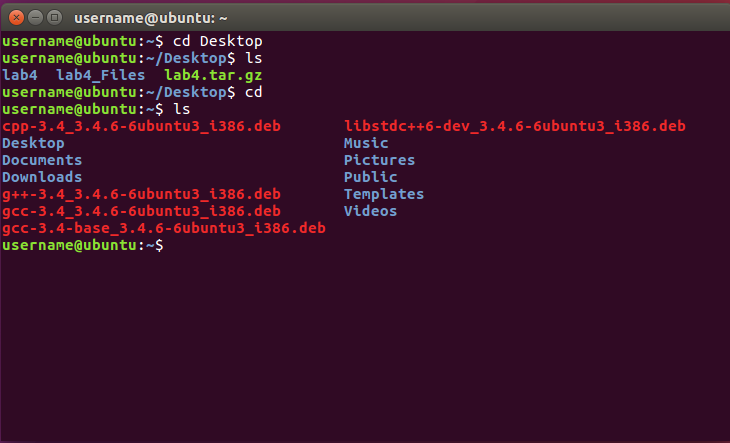 username@ubuntu: ~
username@ubuntu:~$ cd Desktop
username@ubuntu:~/Desktop$ ls
lab4  lab4_Files  lab4.tar.gz
username@ubuntu:~/Desktop$ cd
username@ubuntu:~$ ls
cpp-3.4_3.4.6-6ubuntu3_i386.deb       libstdc++6-dev_3.4.6-6ubuntu3_i386.deb
Desktop                               Music
Documents                             Pictures
Downloads                             Public
g++-3.4_3.4.6-6ubuntu3_i386.deb       Templates
gcc-3.4_3.4.6-6ubuntu3_i386.deb       Videos
gcc-3.4-base_3.4.6-6ubuntu3_i386.deb
username@ubuntu:~$